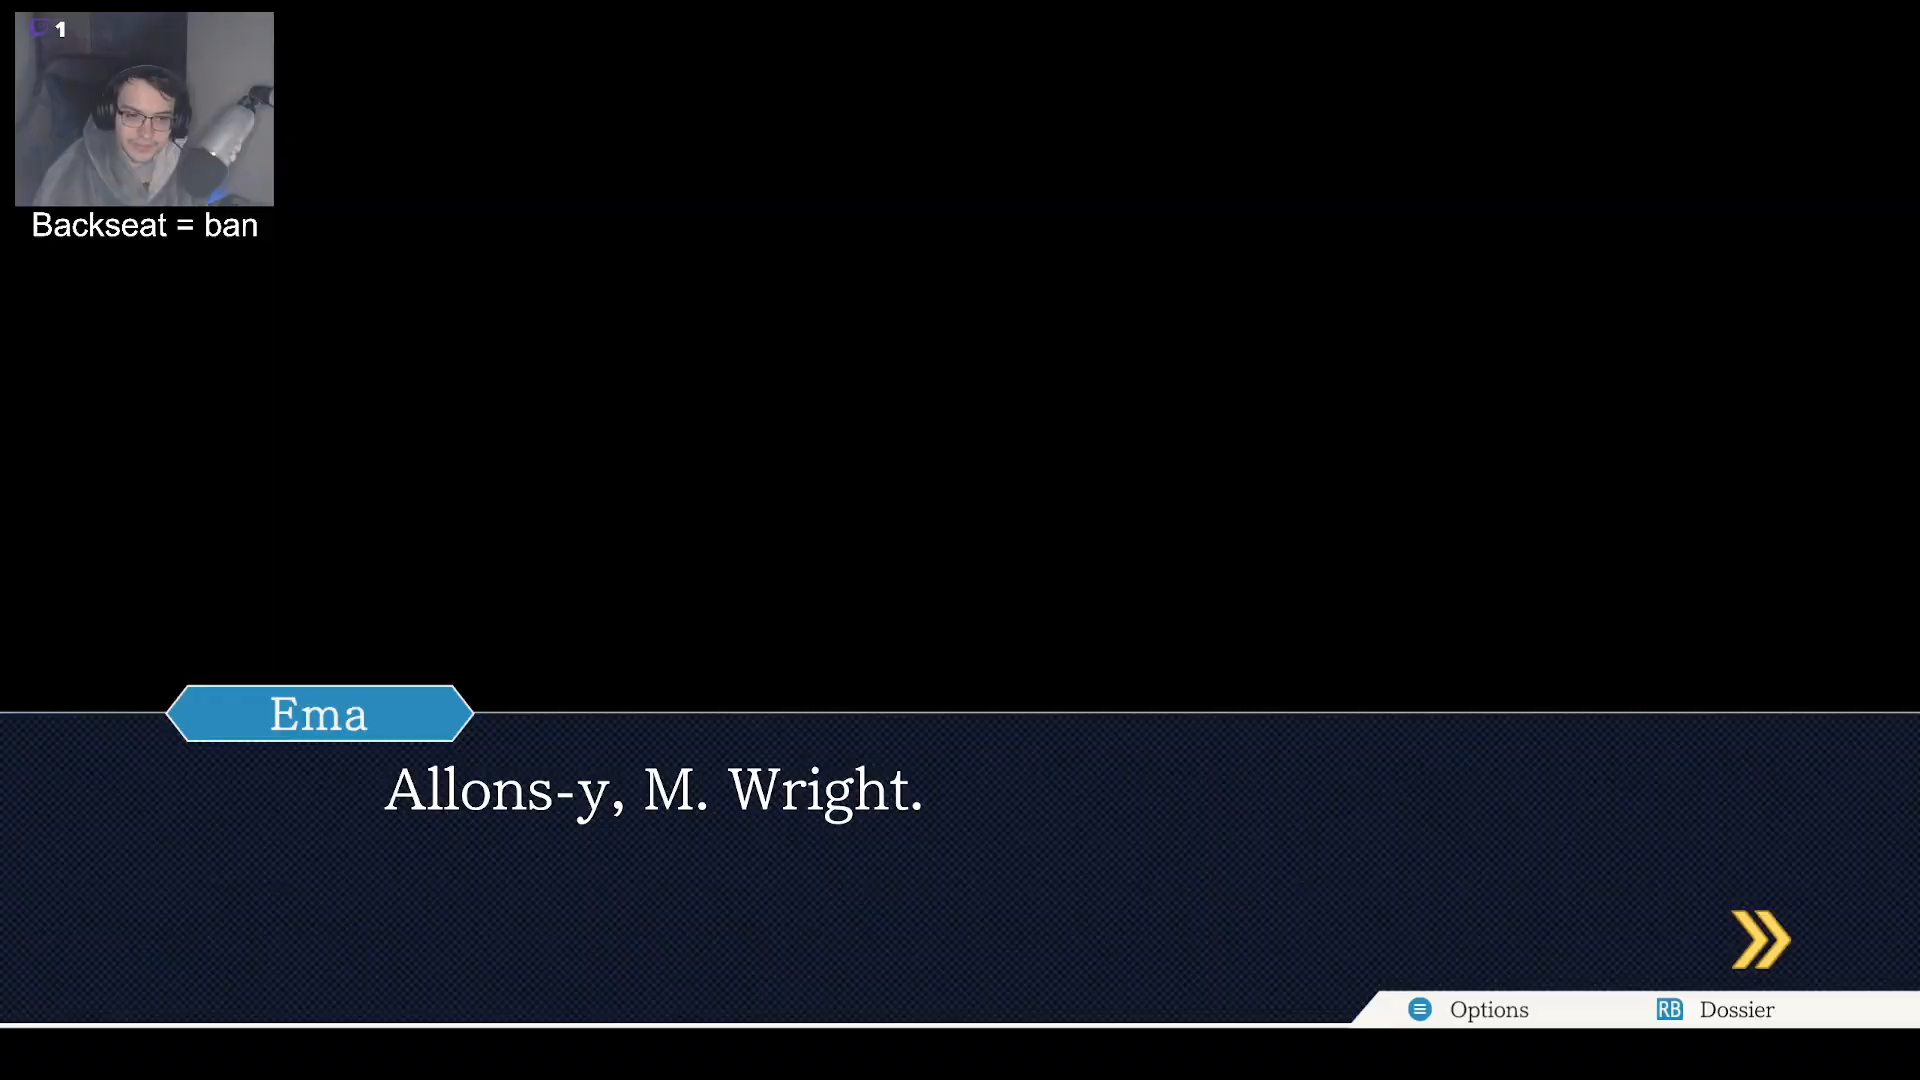 1
Backseat = ban
Ema
Allons-y, M. Wright.
Options
RB Dossier